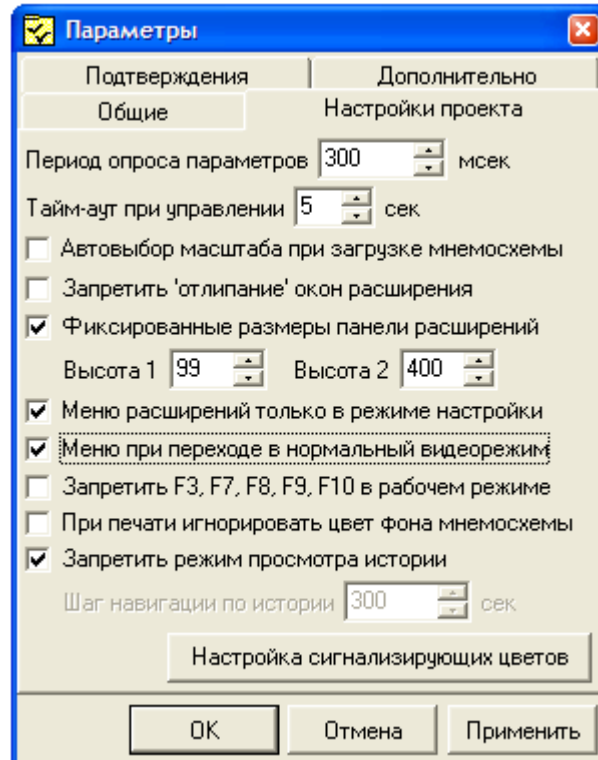 Параметры
Подтверждения Дополнительно
Общие Настройки проекта
Период опроса параметров 300 мсек
Тайм-аут при управлении 5 сек
Автовыбор масштаба при загрузке мнемосхемы
Запретить 'отлипание' окон расширения
Фиксированные размеры панели расширений
Высота 1 99 Высота 2 400
Меню расширений только в режиме настройки
Меню при переходе в нормальный видеорежим
Запретить F3, F7, F8, F9, F10 в рабочем режиме
При печати игнорировать цвет фона мнемосхемы
Запретить режим просмотра истории
Шаг навигации по истории 300 сек
Настройка сигнализирующих цветов
OK Отмена Применить